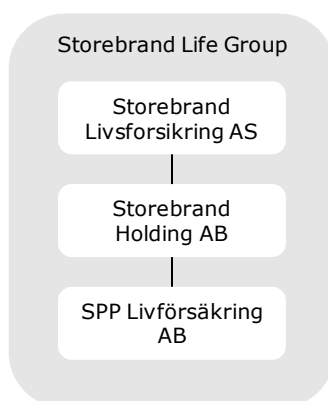 Storebrand Life Group
Storebrand
Livsforsikring AS
Storebrand
Holding AB
SPP Livförsäkring
AB